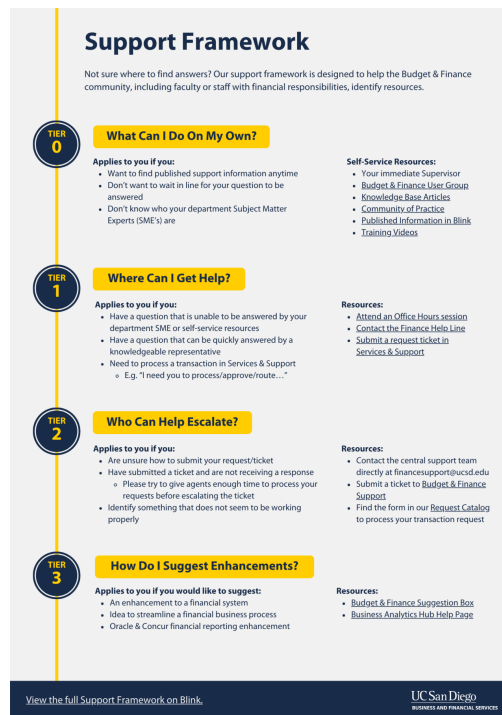 Support Framework
Not sure where to find answers? Our support framework is designed to help the Budget & Finance
community, including faculty or staff with financial responsibilities, identify resources.
TIER
0
What Can I Do On My Own?
Applies to you if you:
• Want to find published support information anytime
• Don't want to wait in line for your question to be
answered
• Don't know who your department Subject Matter
Experts (SME's) are
Self-Service Resources:
• Your immediate Supervisor
• Budget & Finance User Group
• Knowledge Base Articles
• Community of Practice
• Published Information in Blink
• Training Videos
TIER
1
Where Can I Get Help?
Applies to you if you:
• Have a question that is unable to be answered by your
department SME or self-service resources
• Have a question that can be quickly answered by a
knowledgeable representative
• Need to process a transaction in Services & Support
◦ E.g. "I need you to process/approve/route..."
Resources:
• Attend an Office Hours session
• Contact the Finance Help Line
• Submit a request ticket in
Services & Support
TIER
2
Who Can Help Escalate?
Applies to you if you:
• Are unsure how to submit your request/ticket
• Have submitted a ticket and are not receiving a response
◦ Please try to give agents enough time to process your
requests before escalating the ticket
• Identify something that does not seem to be working
properly
Resources:
• Contact the central support team
directly at financesupport@ucsd.edu
• Submit a ticket to Budget & Finance
Support
• Find the form in our Request Catalog
to process your transaction request
TIER
3
How Do I Suggest Enhancements?
Applies to you if you would like to suggest:
• An enhancement to a financial system
• Idea to streamline a financial business process
• Oracle & Concur financial reporting enhancement
Resources:
• Budget & Finance Suggestion Box
• Business Analytics Hub Help Page
View the full Support Framework on Blink.
UC San Diego
BUSINESS AND FINANCIAL SERVICES